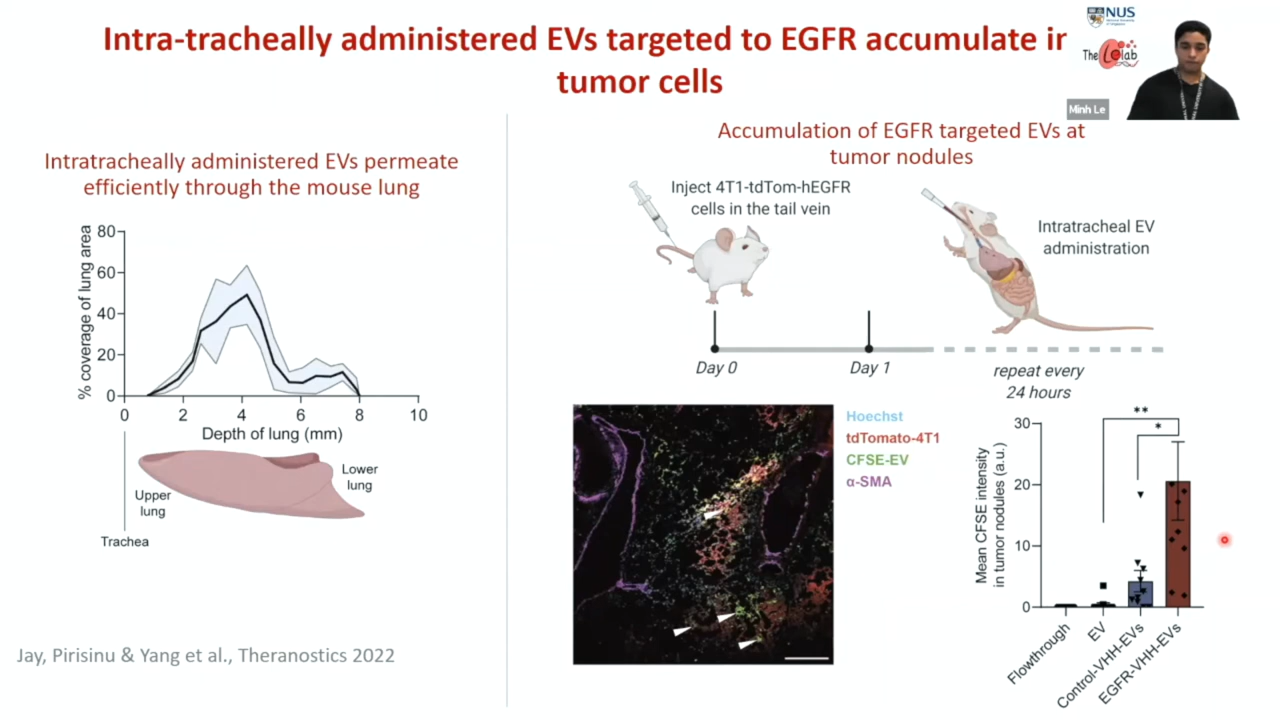 Intra-tracheally administered EVs targeted to EGFR accumulate in
tumor cells
NUS
The Le lab
Minh Le
Intratracheally administered EVs permeate
efficiently through the mouse lung
% coverage of lung area
80
60
40
20
0
0 2 4 6 8 10
Depth of lung (mm)
Upper
lung
Lower
lung
Trachea
Jay, Pirisinu & Yang et al., Theranostics 2022
Accumulation of EGFR targeted EVs at
tumor nodules
Inject 4T1-tdTom-hEGFR
cells in the tail vein
Intratracheal EV
administration
Day 0
Day 1
repeat every
24 hours
Hoechst
tdTomato-4T1
CFSE-EV
α-SMA
Mean CFSE intensity
in tumor nodules (a.u.)
30
20
10
0
**
*
Flowthrough
EV
Control-VHH-EVs
EGFR-VHH-EVs